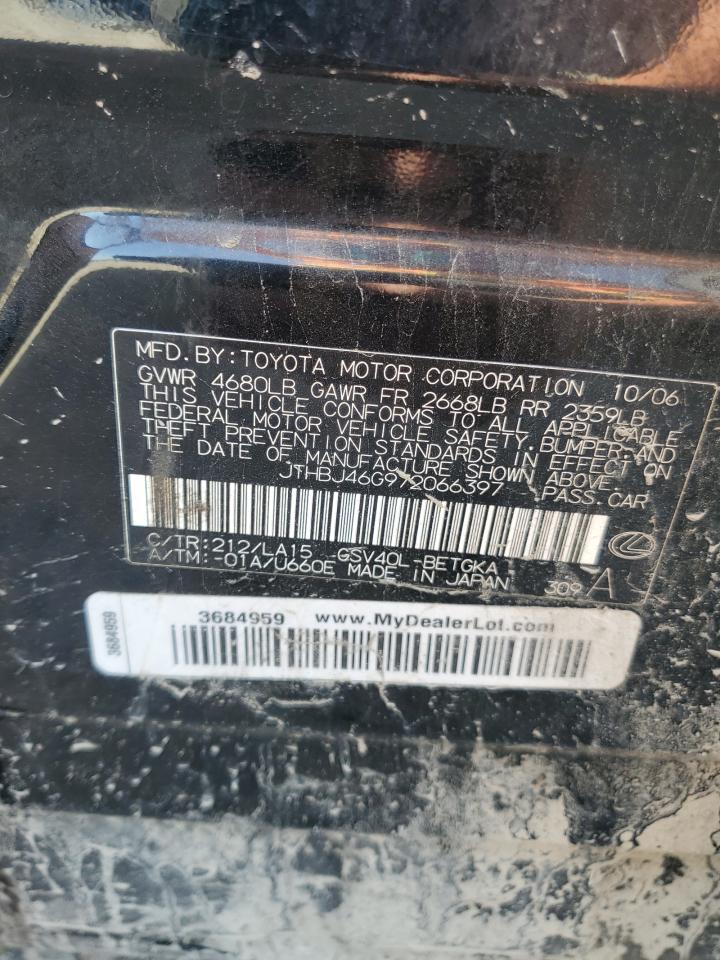 MFD.BY:TOYOTA MOTOR CORPORATION 10/06
GVWR 4680LB GAWR FR 2668LB RR 2359LB
THIS VEHICLE CONFORMS TO ALL APPLICABLE
FEDERAL MOTOR VEHICLE SAFETY, BUMPER, AND
THEFT PREVENTION STANDARDS IN EFFECT ON
THE DATE OF MANUFACTURE SHOWN ABOVE.
JTHBJ46G972066397 PASS.CAR
C/TR:212/LA15 GSV40L-BETGKA
A/TM:-01A/U660E MADE IN JAPAN 309 A
3684959
3684959 www.MyDealerLot.com